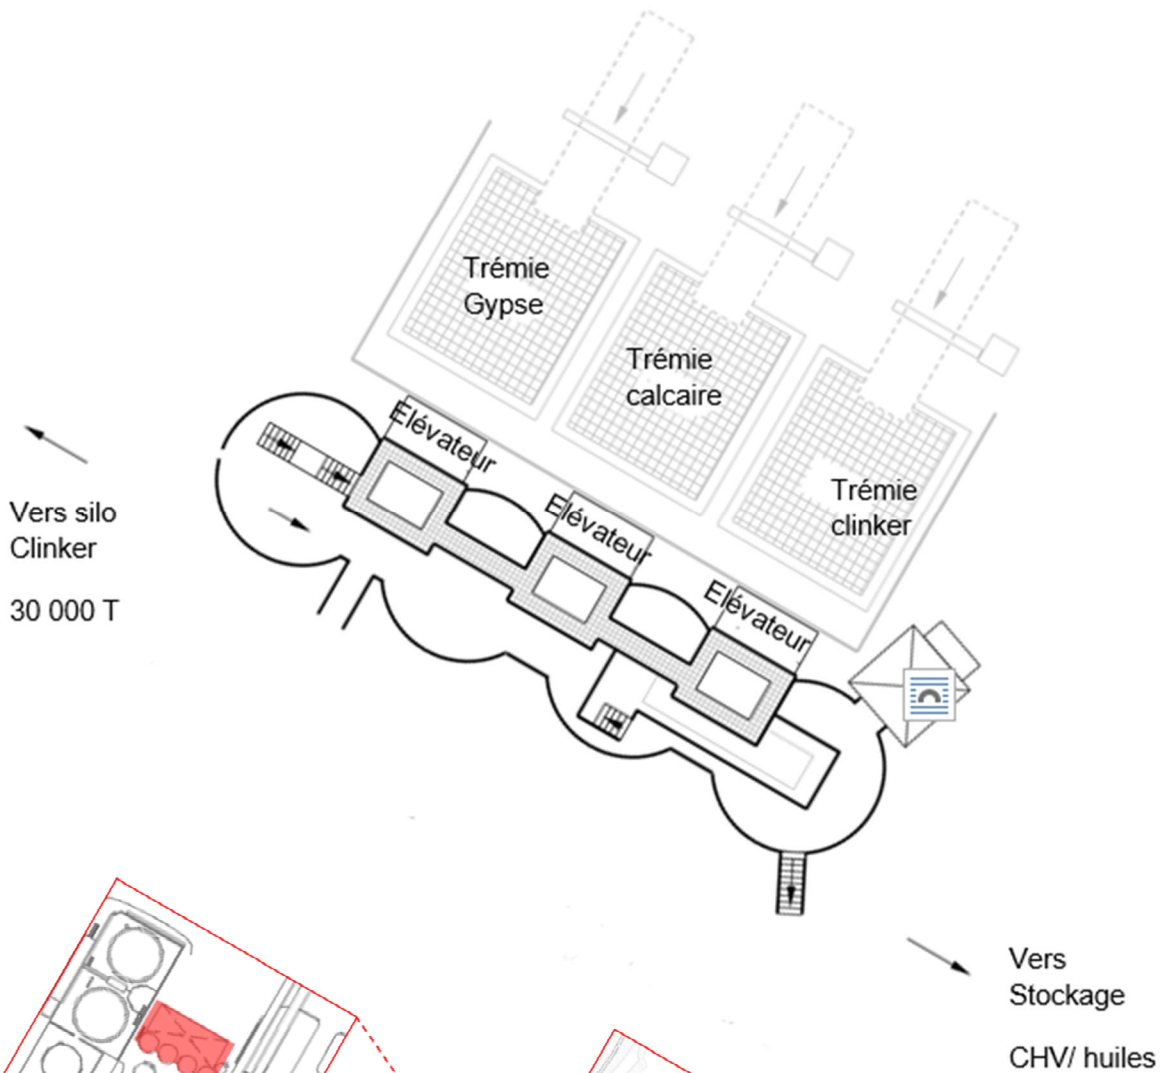 Trémie
Gypse
Trémie
calcaire
Trémie
clinker
Elévateur
Elévateur
Elévateur
Vers silo
Clinker
30 000 T
Vers
Stockage
CHV/ huiles